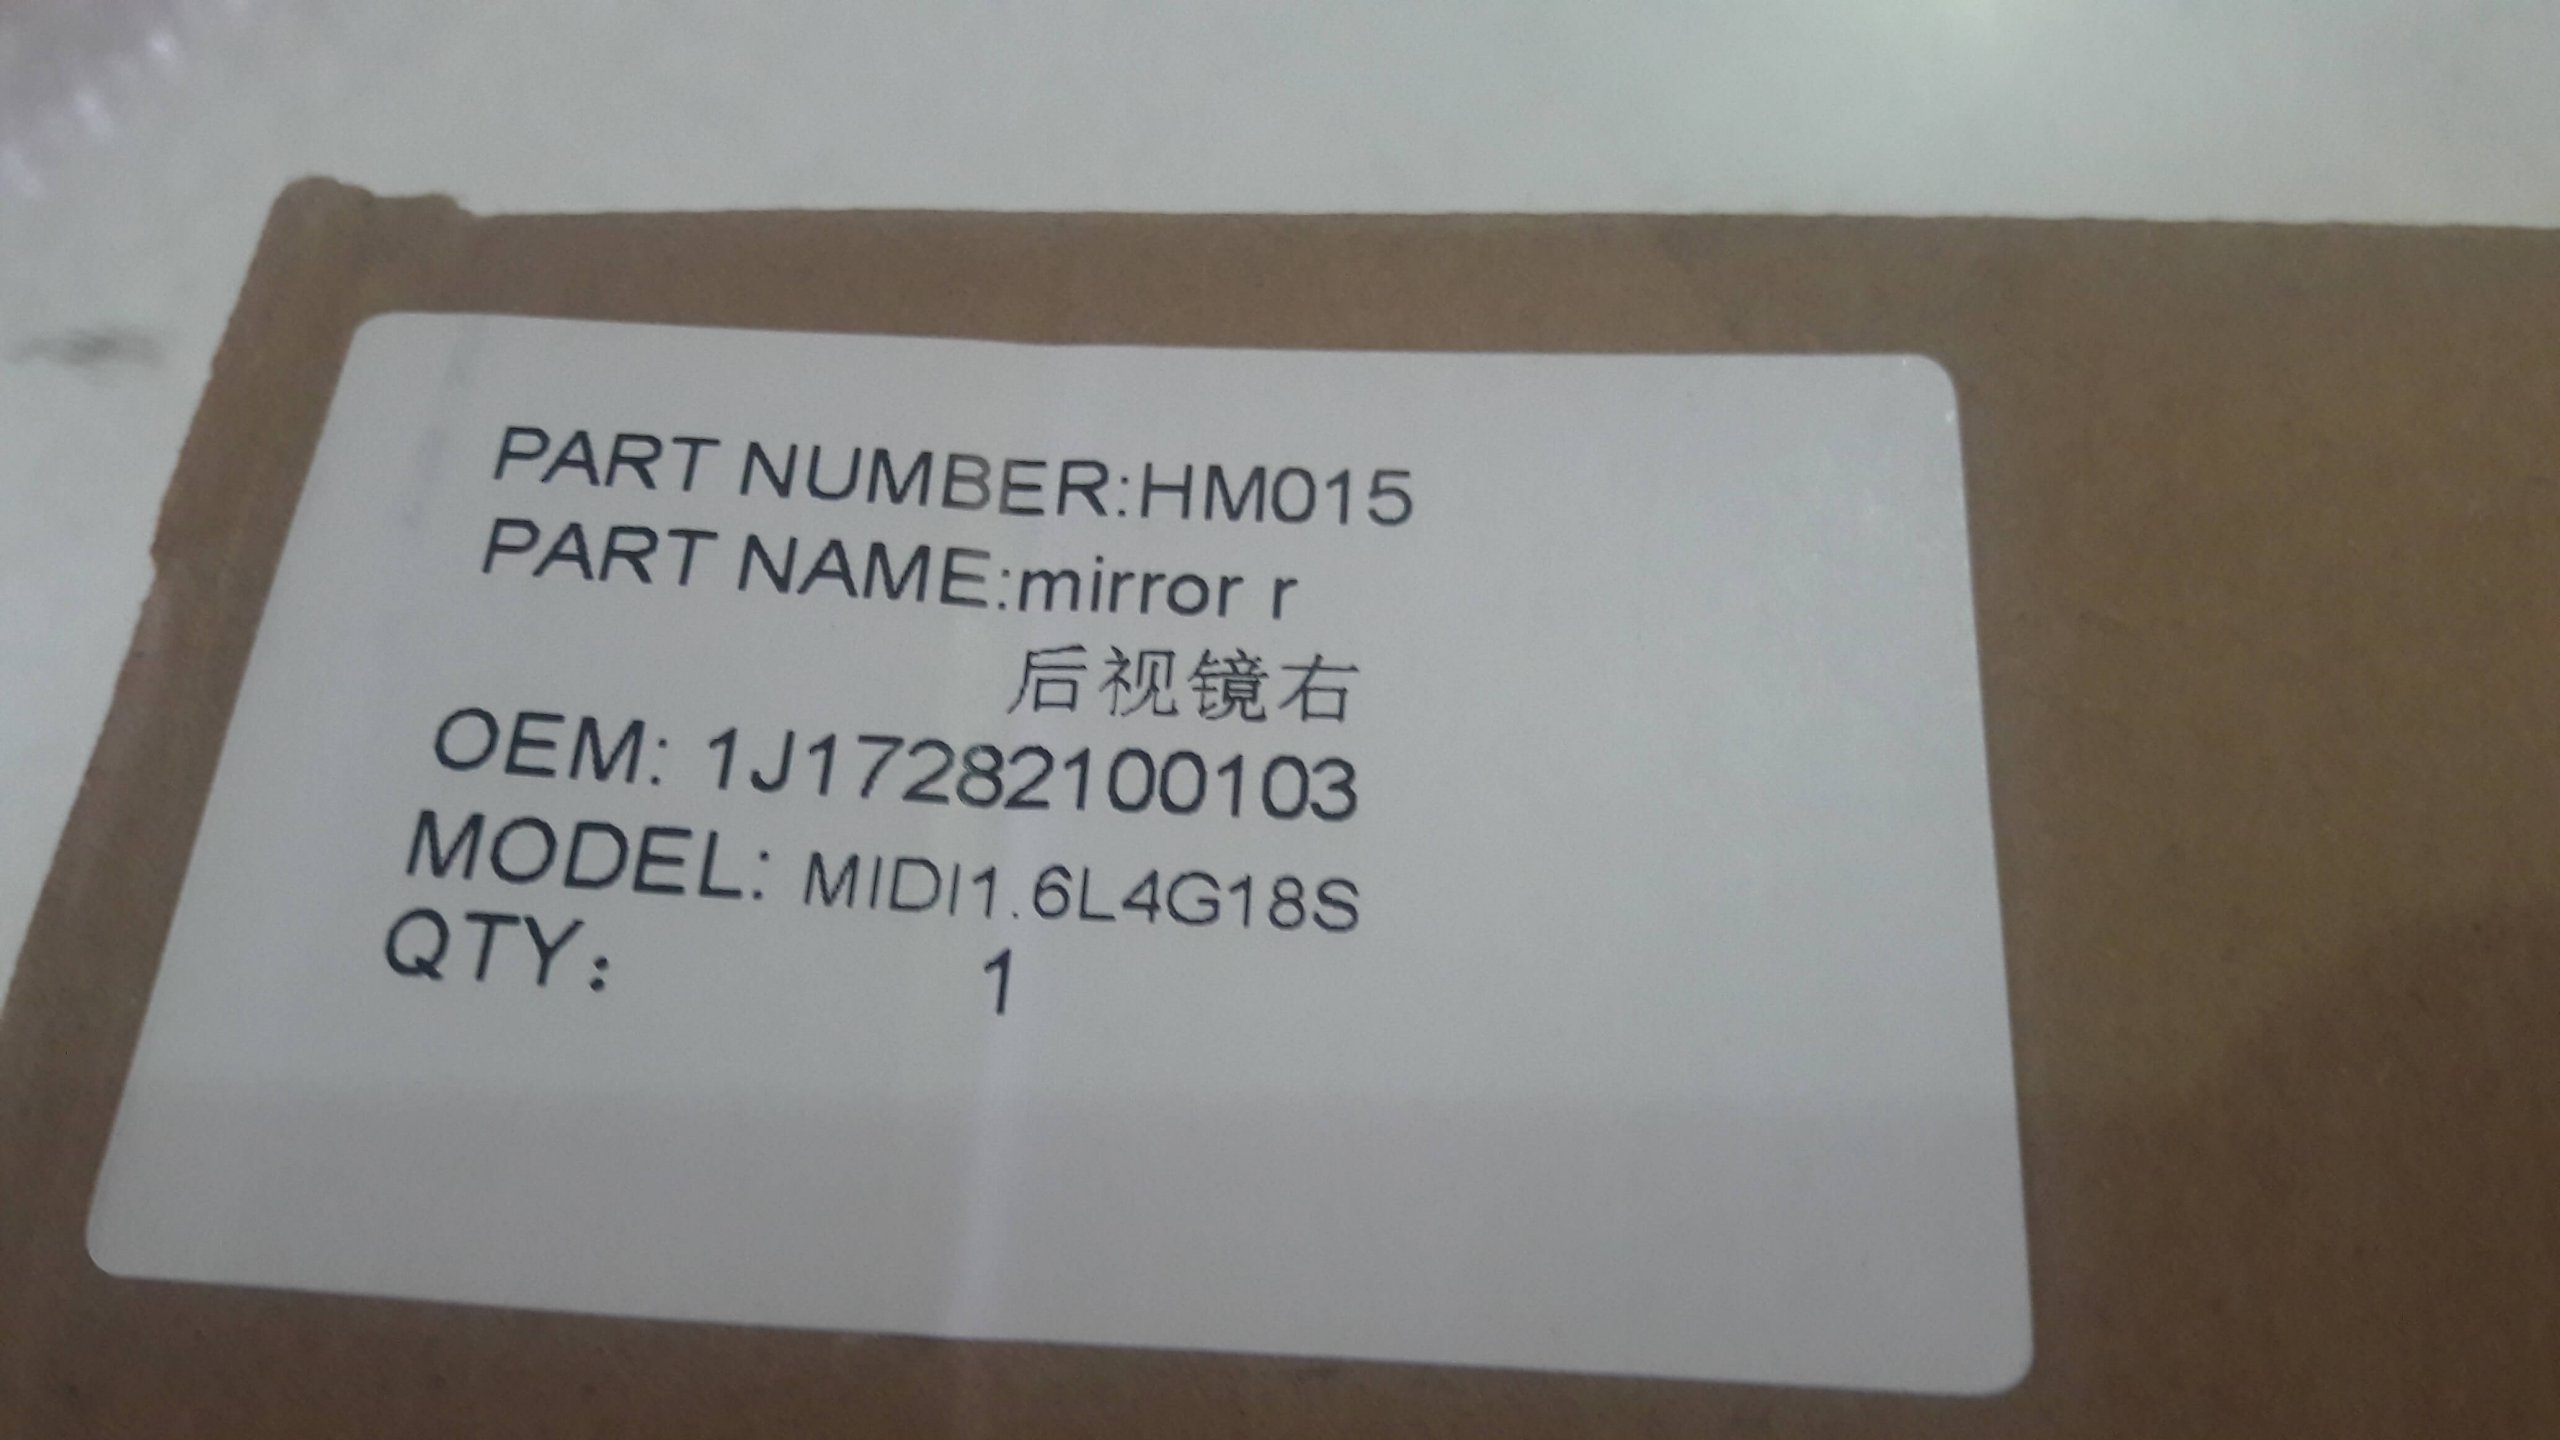 PART NUMBER:HM015
PART NAME:mirror r
后视镜右
OEM: 1J17282100103
MODEL: MIDI1.6L4G18S
QTY： 1